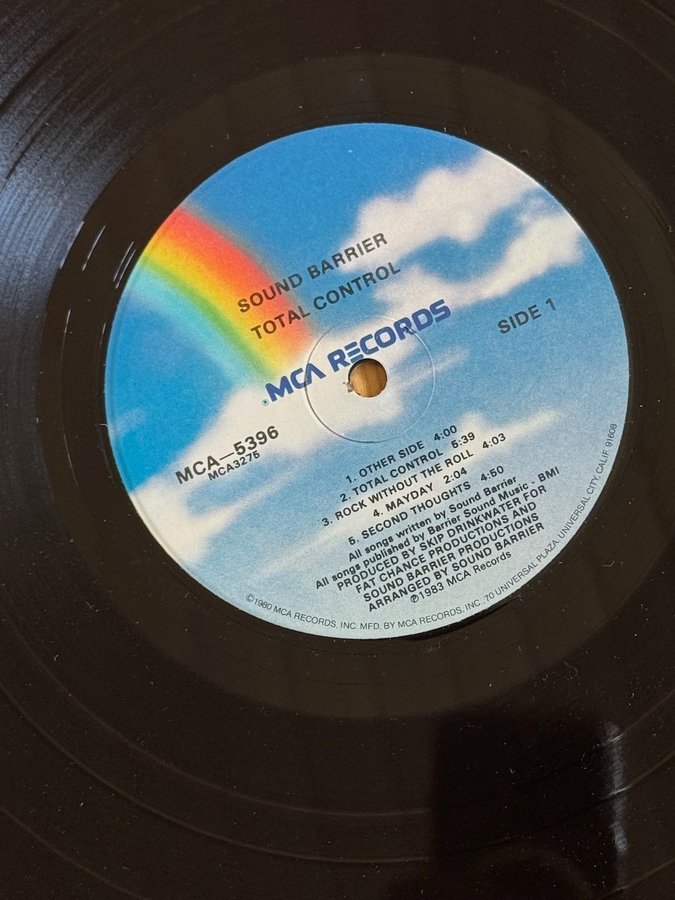 SOUND BARRIER
TOTAL CONTROL
®MCA RECORDS
SIDE 1
MCA—5396
MCA3275
1. OTHER SIDE 4:00
2. TOTAL CONTROL 5:39
3. ROCK WITHOUT THE ROLL 4:03
4. MAYDAY 2:04
5. SECOND THOUGHTS 4:50
All songs written by Sound Barrier
All songs published by Barrier Sound Music - BMI
PRODUCED BY SKIP DRINKWATER FOR
FAT CHANCE PRODUCTIONS AND
SOUND BARRIER PRODUCTIONS
ARRANGED BY SOUND BARRIER
℗1983 MCA Records
©1980 MCA RECORDS, INC. MFD. BY MCA RECORDS, INC., 70 UNIVERSAL PLAZA, UNIVERSAL CITY, CALIF. 91608